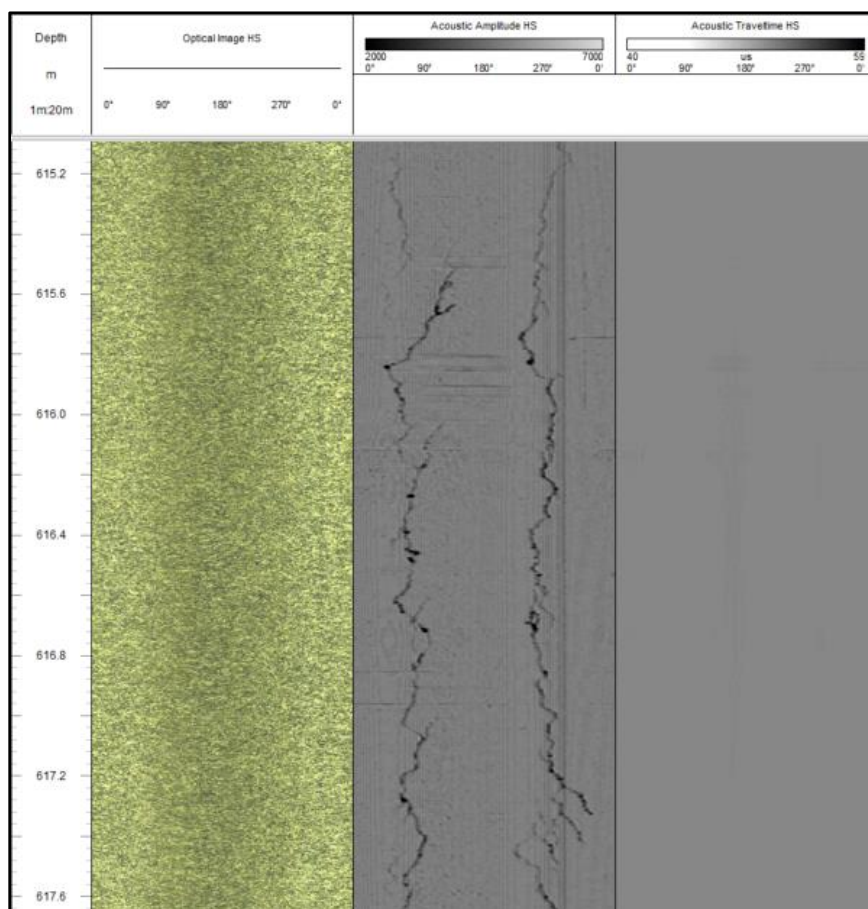 Depth
m
1m:20m
Optical Image HS
0° 90° 180° 270° 0°
Acoustic Amplitude HS
2000 7000
0° 90° 180° 270° 0°
Acoustic Traveltime HS
40 us 55
0° 90° 180° 270° 0°
615.2
615.6
616.0
616.4
616.8
617.2
617.6